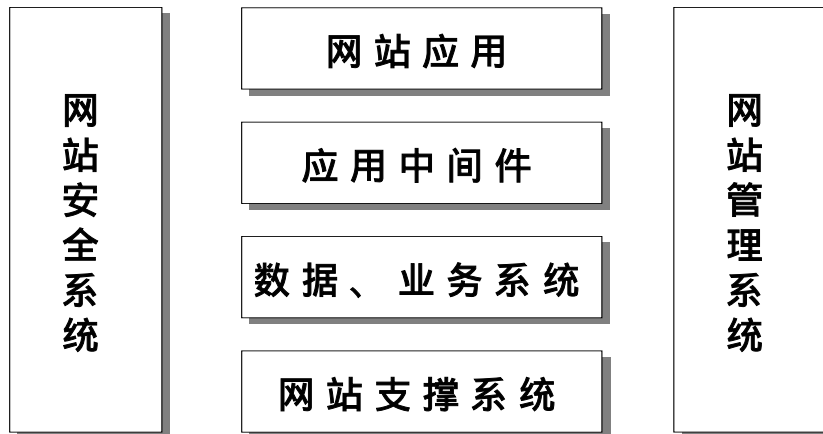 网站安全系统
网站应用
应用中间件
数据、业务系统
网站支撑系统
网站管理系统